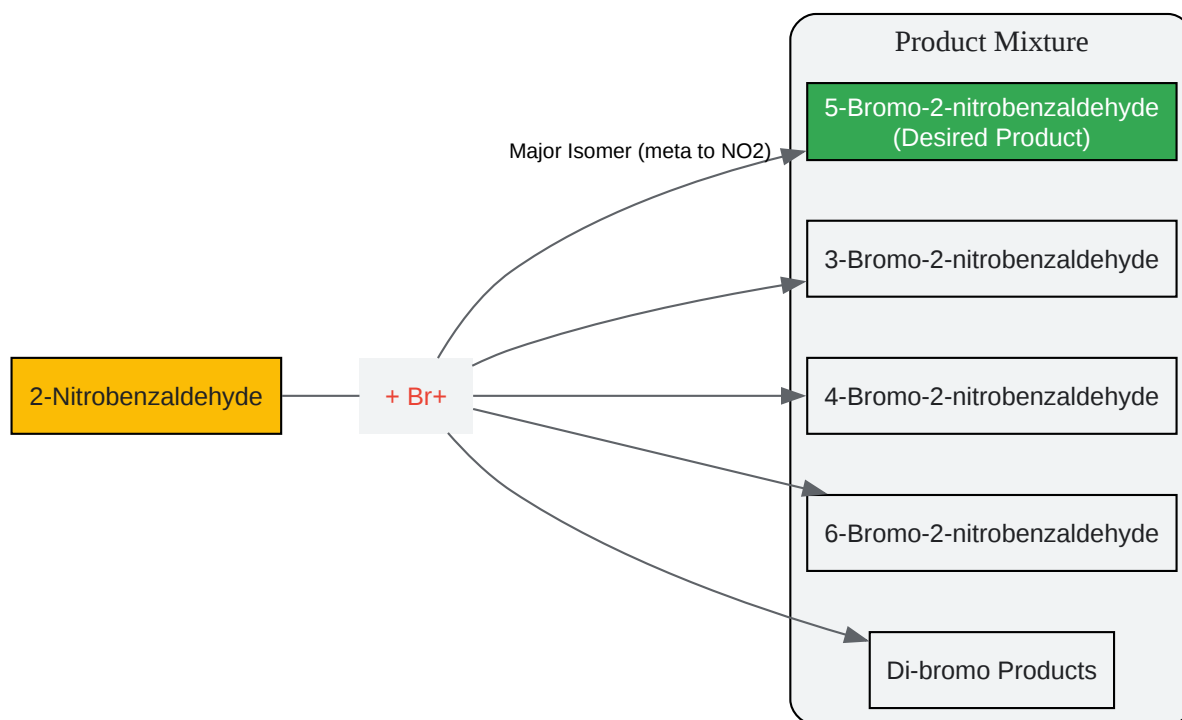 Product Mixture
5-Bromo-2-nitrobenzaldehyde
(Desired Product)
Major Isomer (meta to NO2)
3-Bromo-2-nitrobenzaldehyde
2-Nitrobenzaldehyde
+ Br+
4-Bromo-2-nitrobenzaldehyde
6-Bromo-2-nitrobenzaldehyde
Di-bromo Products